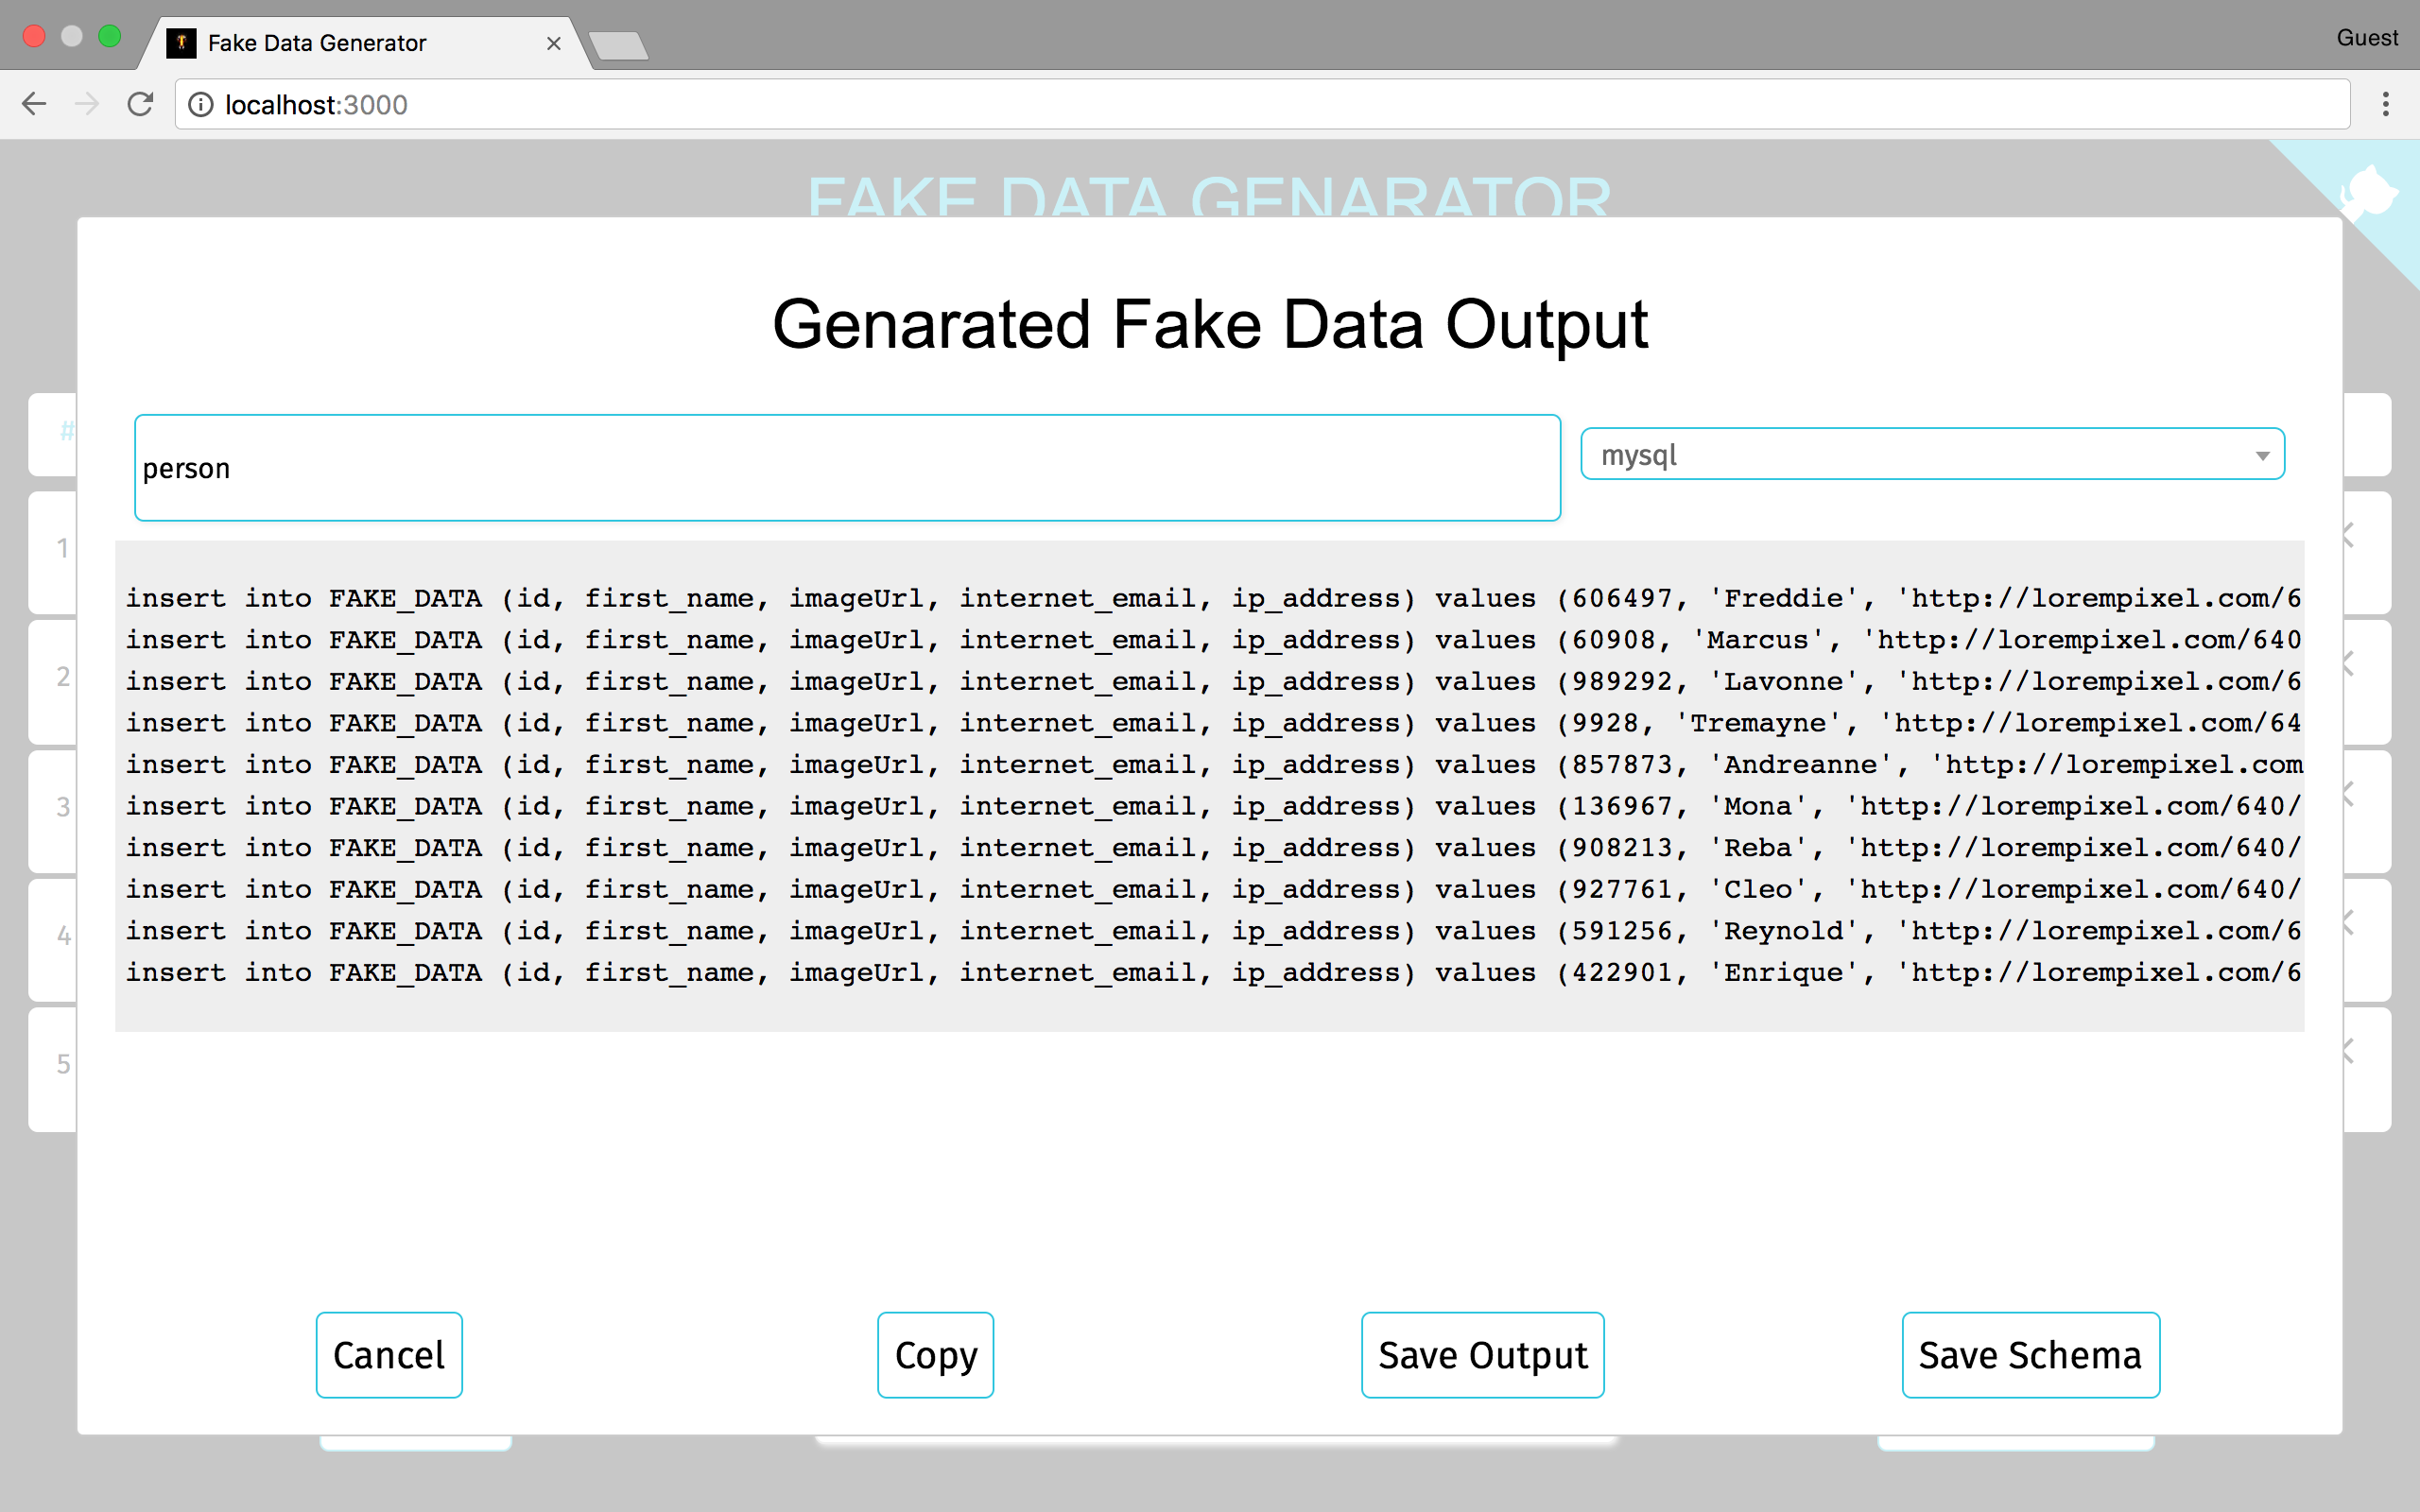 Fake Data Generator
Guest
localhost:3000
FAKE DATA GENARATOR
Genarated Fake Data Output
#
person
mysql
1
2
3
4
5
insert into FAKE_DATA (id, first_name, imageUrl, internet_email, ip_address) values (606497, 'Freddie', 'http://lorempixel.com/6
insert into FAKE_DATA (id, first_name, imageUrl, internet_email, ip_address) values (60908, 'Marcus', 'http://lorempixel.com/640
insert into FAKE_DATA (id, first_name, imageUrl, internet_email, ip_address) values (989292, 'Lavonne', 'http://lorempixel.com/6
insert into FAKE_DATA (id, first_name, imageUrl, internet_email, ip_address) values (9928, 'Tremayne', 'http://lorempixel.com/64
insert into FAKE_DATA (id, first_name, imageUrl, internet_email, ip_address) values (857873, 'Andreanne', 'http://lorempixel.com
insert into FAKE_DATA (id, first_name, imageUrl, internet_email, ip_address) values (136967, 'Mona', 'http://lorempixel.com/640/
insert into FAKE_DATA (id, first_name, imageUrl, internet_email, ip_address) values (908213, 'Reba', 'http://lorempixel.com/640/
insert into FAKE_DATA (id, first_name, imageUrl, internet_email, ip_address) values (927761, 'Cleo', 'http://lorempixel.com/640/
insert into FAKE_DATA (id, first_name, imageUrl, internet_email, ip_address) values (591256, 'Reynold', 'http://lorempixel.com/6
insert into FAKE_DATA (id, first_name, imageUrl, internet_email, ip_address) values (422901, 'Enrique', 'http://lorempixel.com/6
Cancel
Copy
Save Output
Save Schema